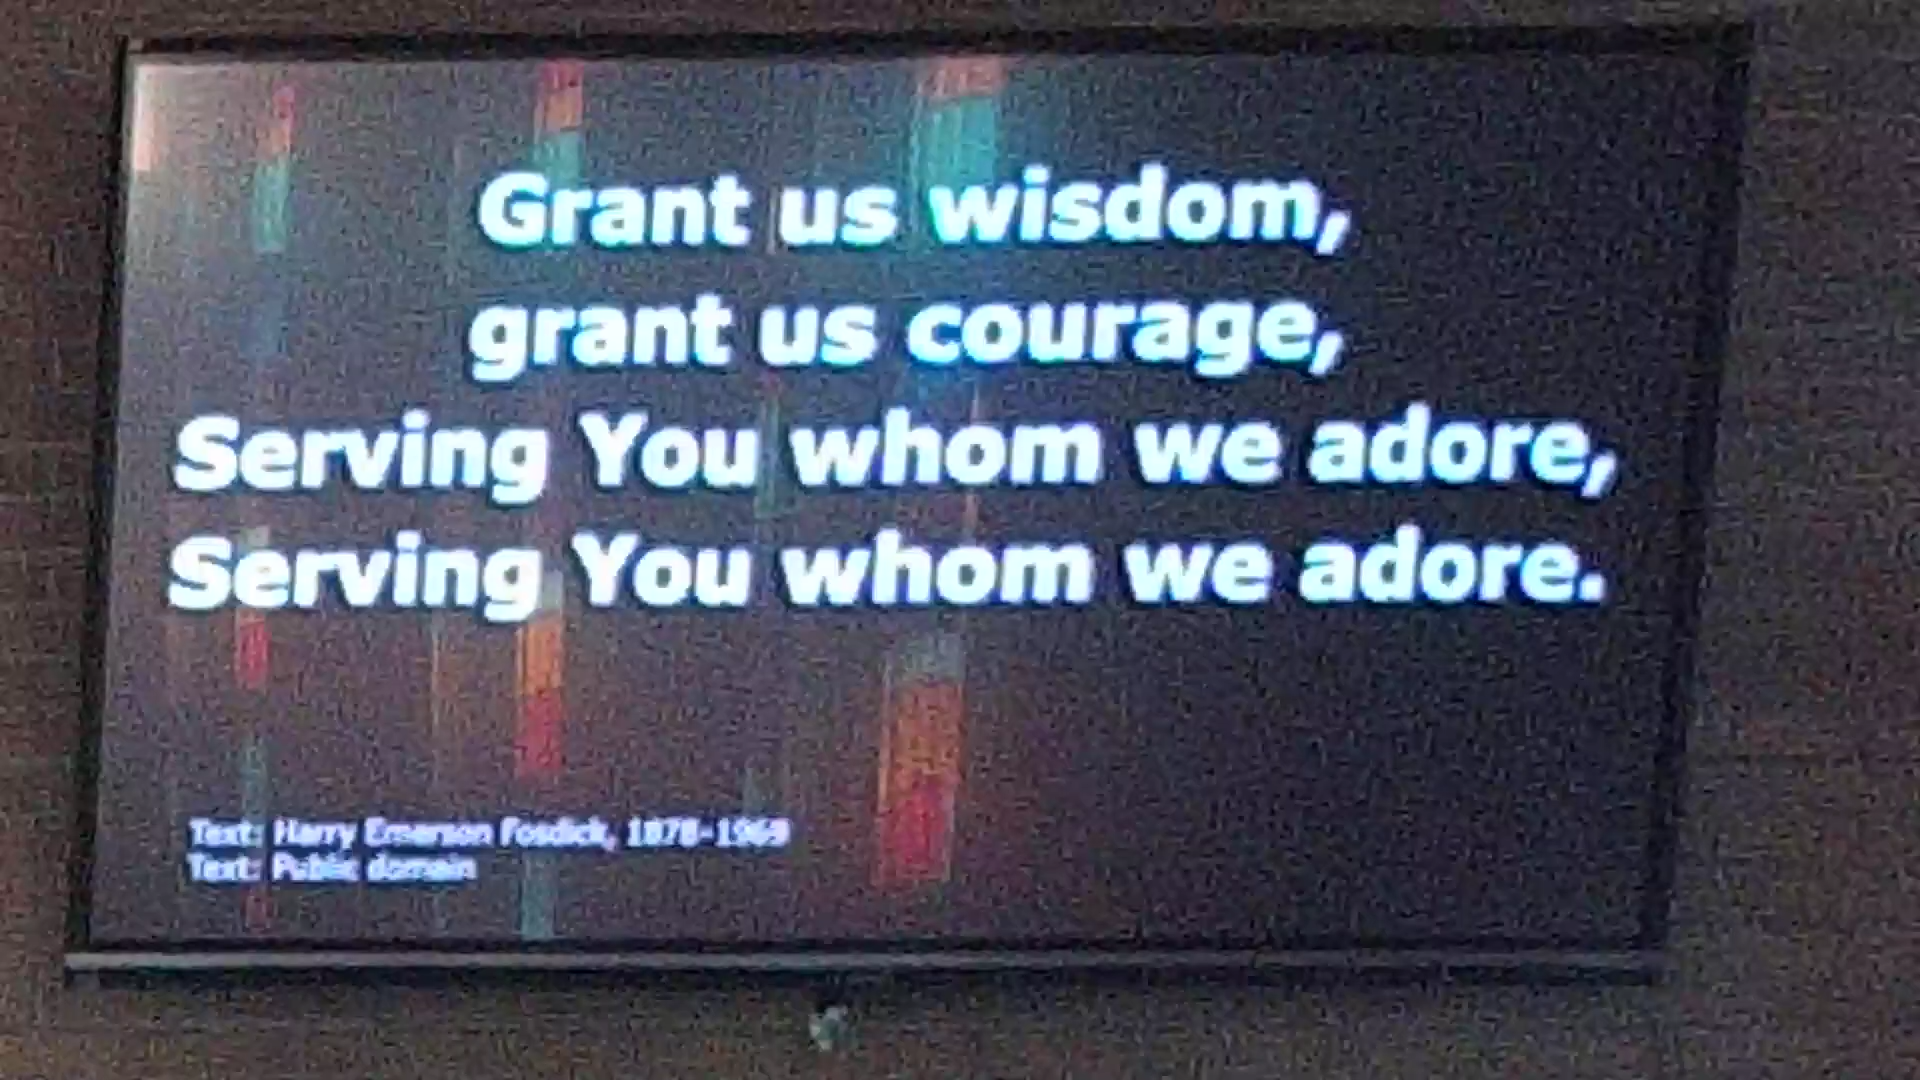 Grant us wisdom,
grant us courage,
Serving You whom we adore,
Serving You whom we adore.
Text: Harry Emerson Fosdick, 1878-1969
Text: Public domain